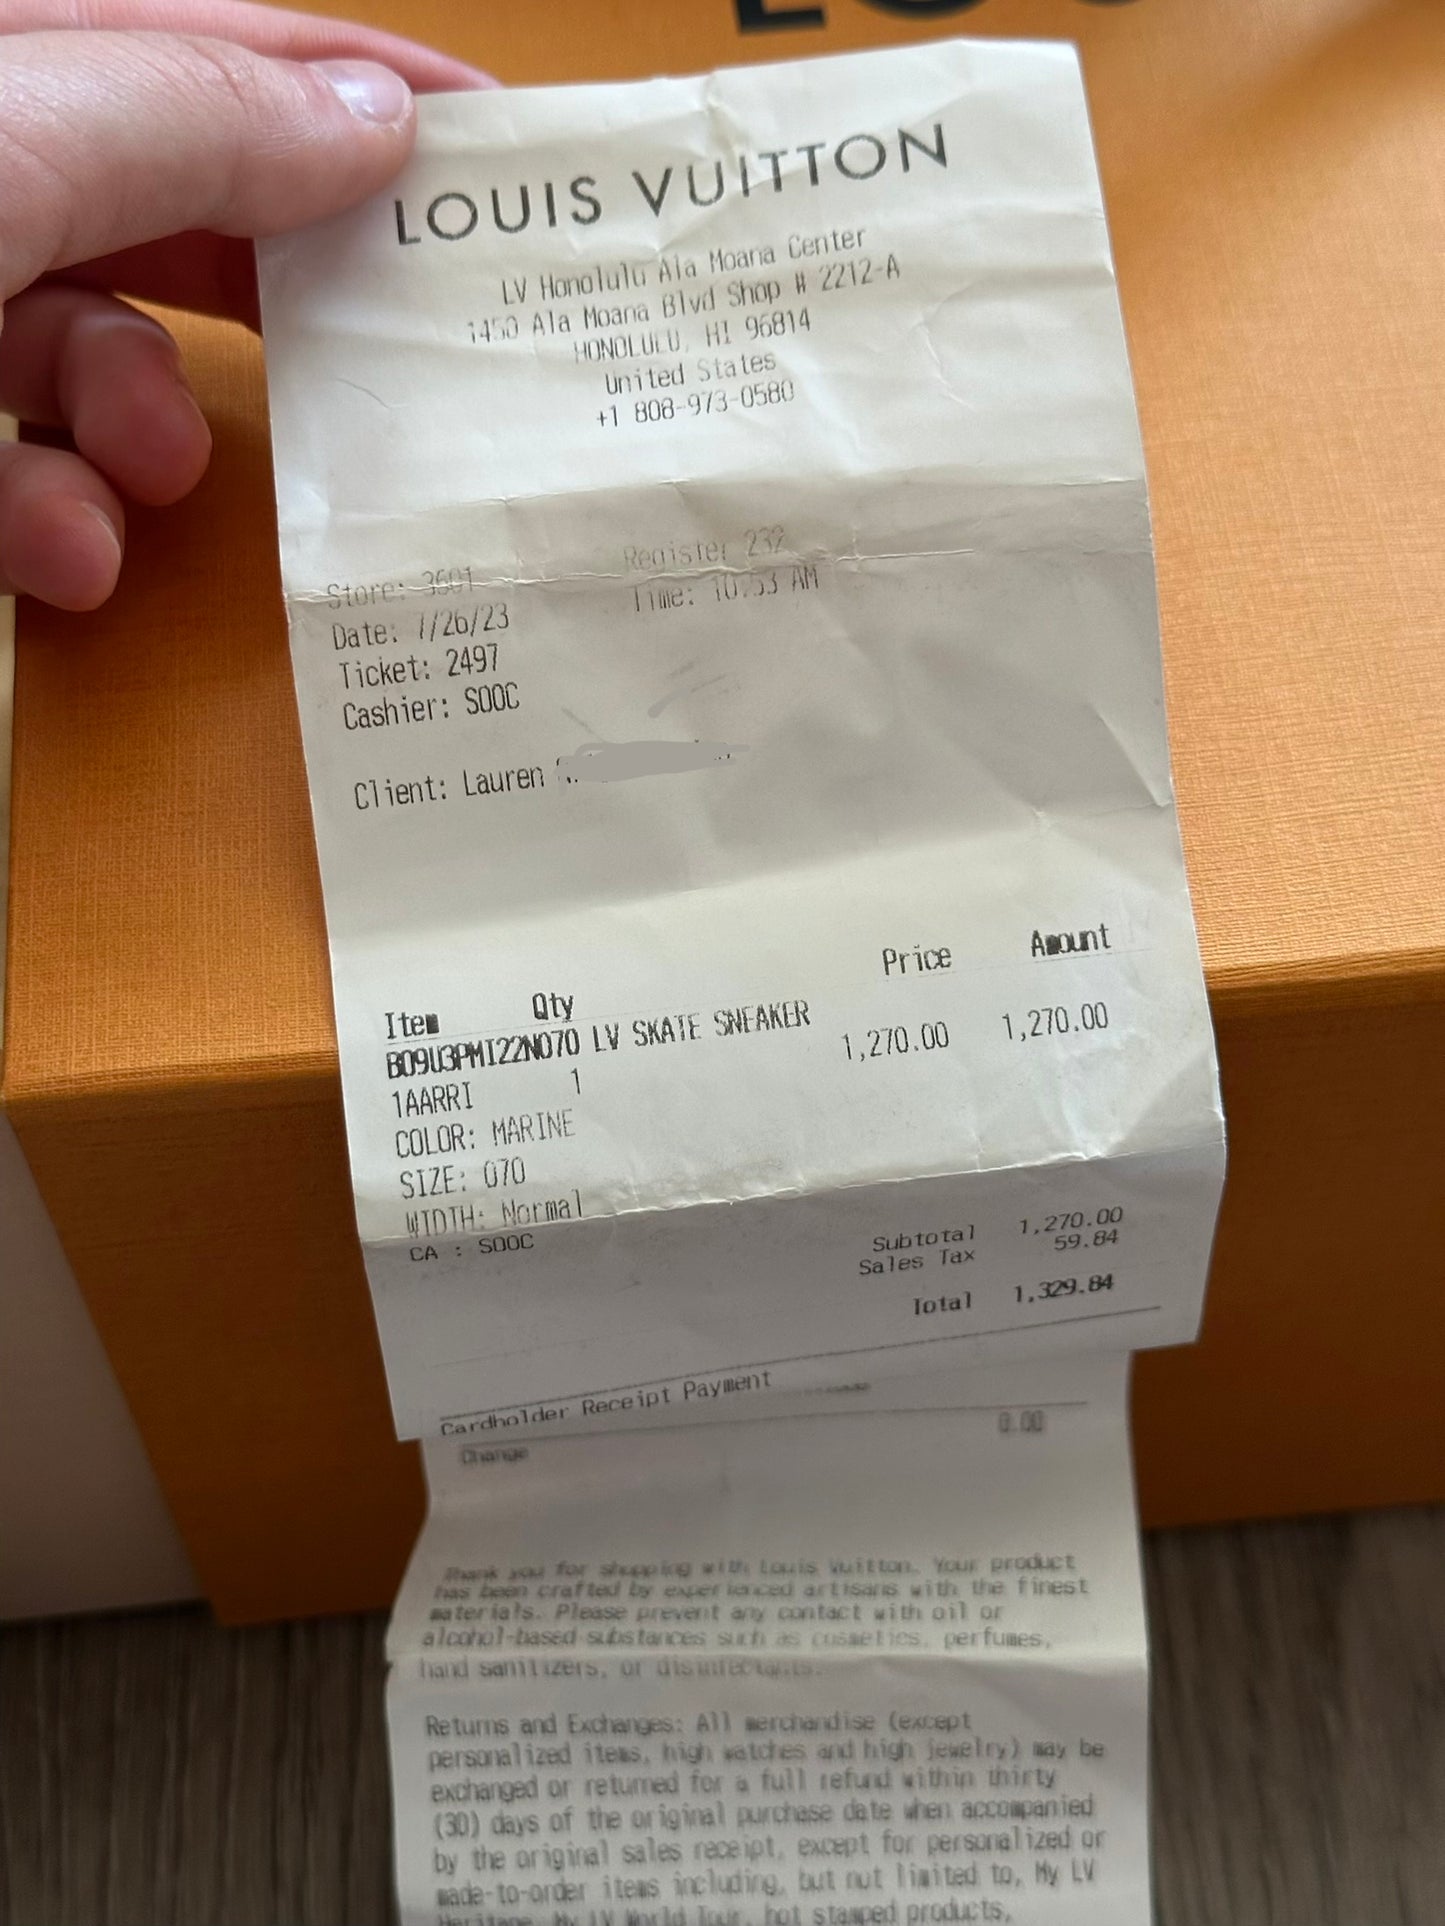 LOUIS VUITTON
LV Honolulu Ala Moana Center
1450 Ala Moana Blvd Shop # 2212-A
HONOLULU, HI 96814
United States
+1 808-973-0580
Store: 3601 Register 232
Date: 7/26/23 Time: 10:53 AM
Ticket: 2497
Cashier: SOOC
Client: Lauren
Item Qty Price Amount
B09U3PMI22N070 LV SKATE SNEAKER 1,270.00 1,270.00
1AARRI 1
COLOR: MARINE
SIZE: 070
WIDTH: Normal
CA : SOOC
Subtotal 1,270.00
Sales Tax 59.84
Total 1,329.84
Cardholder Receipt Payment
Change 0.00
Thank you for shopping with Louis Vuitton. Your product
has been crafted by experienced artisans with the finest
materials. Please prevent any contact with oil or
alcohol-based substances such as cosmetics, perfumes,
hand sanitizers, or disinfectants.
Returns and Exchanges: All merchandise (except
personalized items, high watches and high jewelry) may be
exchanged or returned for a full refund within thirty
(30) days of the original purchase date when accompanied
by the original sales receipt, except for personalized or
made-to-order items including, but not limited to, My LV
Heritage, My LV World Tour, hot stamped products,